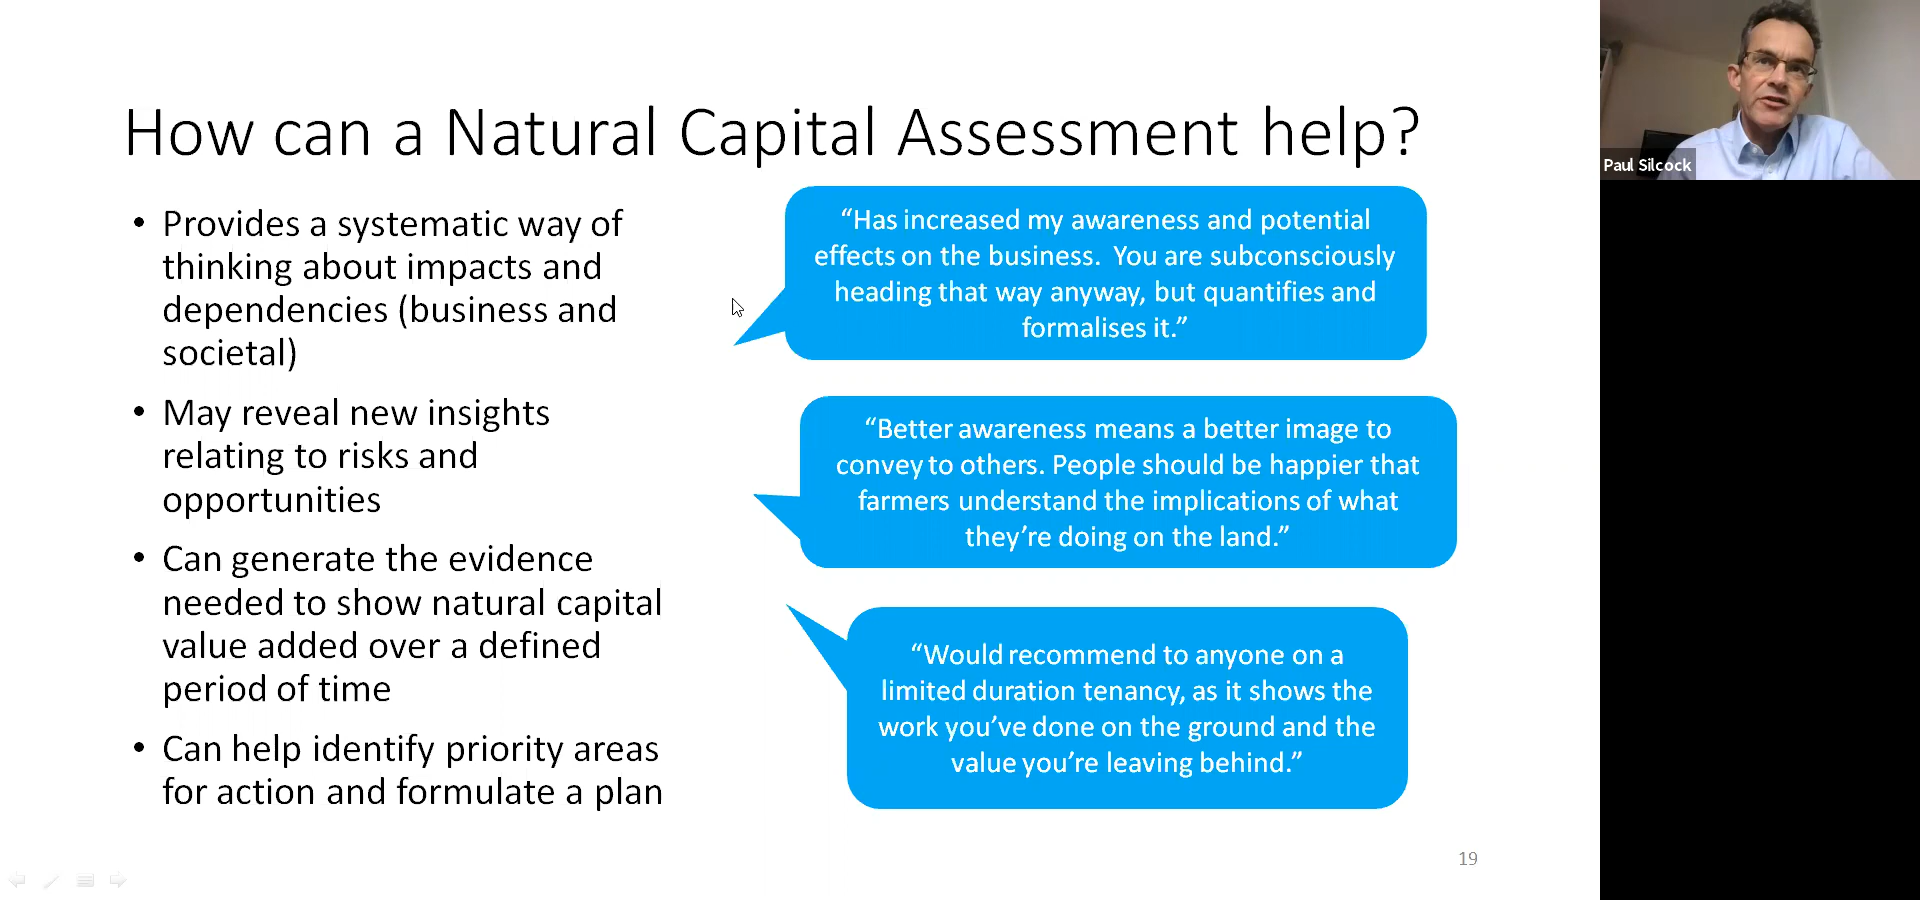 How can a Natural Capital Assessment help?
• Provides a systematic way of
thinking about impacts and
dependencies (business and
societal)
• May reveal new insights
relating to risks and
opportunities
• Can generate the evidence
needed to show natural capital
value added over a defined
period of time
• Can help identify priority areas
for action and formulate a plan
“Has increased my awareness and potential
effects on the business.  You are subconsciously
heading that way anyway, but quantifies and
formalises it.”
“Better awareness means a better image to
convey to others. People should be happier that
farmers understand the implications of what
they’re doing on the land.”
“Would recommend to anyone on a
limited duration tenancy, as it shows the
work you’ve done on the ground and the
value you’re leaving behind.”
19
Paul Silcock